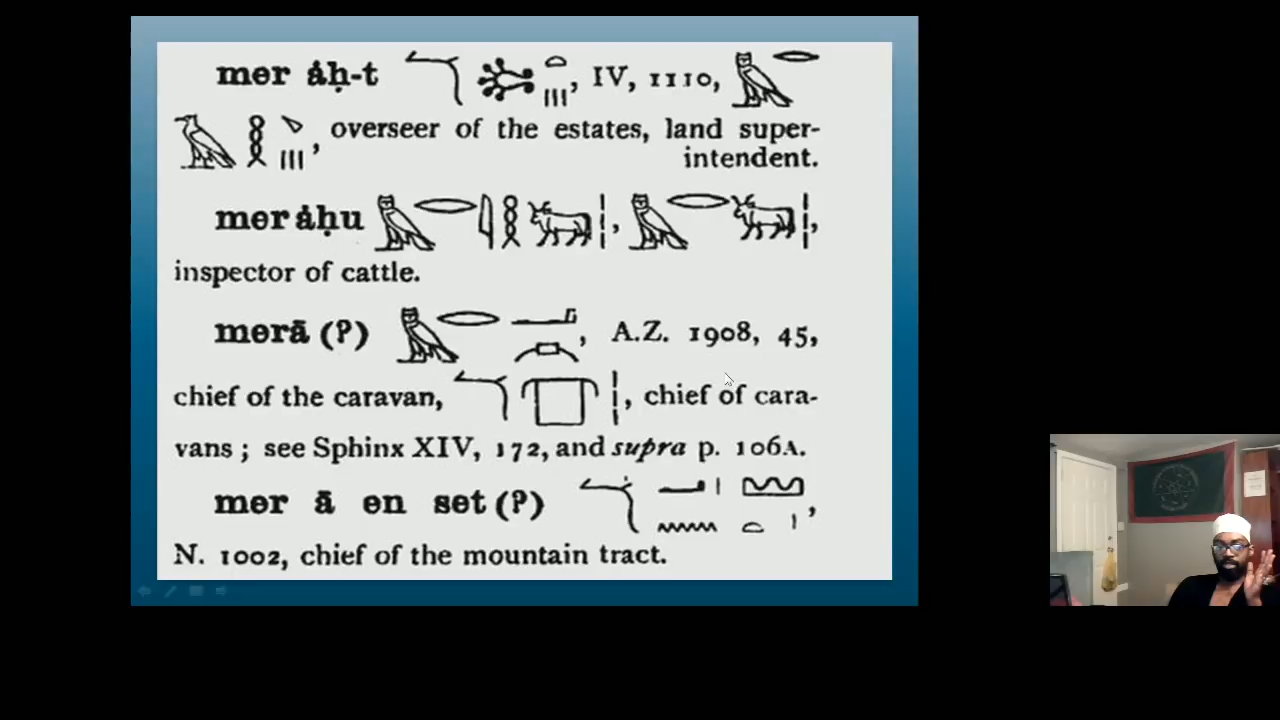 mer ȧḥ-t 𓌺, IV, 1110,
overseer of the estates, land super-
intendent.
mer ȧḥu
inspector of cattle.
merā (?) , A.Z. 1908, 45,
chief of the caravan, , chief of cara-
vans ; see Sphinx XIV, 172, and supra p. 106A.
mer ā en set (?) ,
N. 1002, chief of the mountain tract.